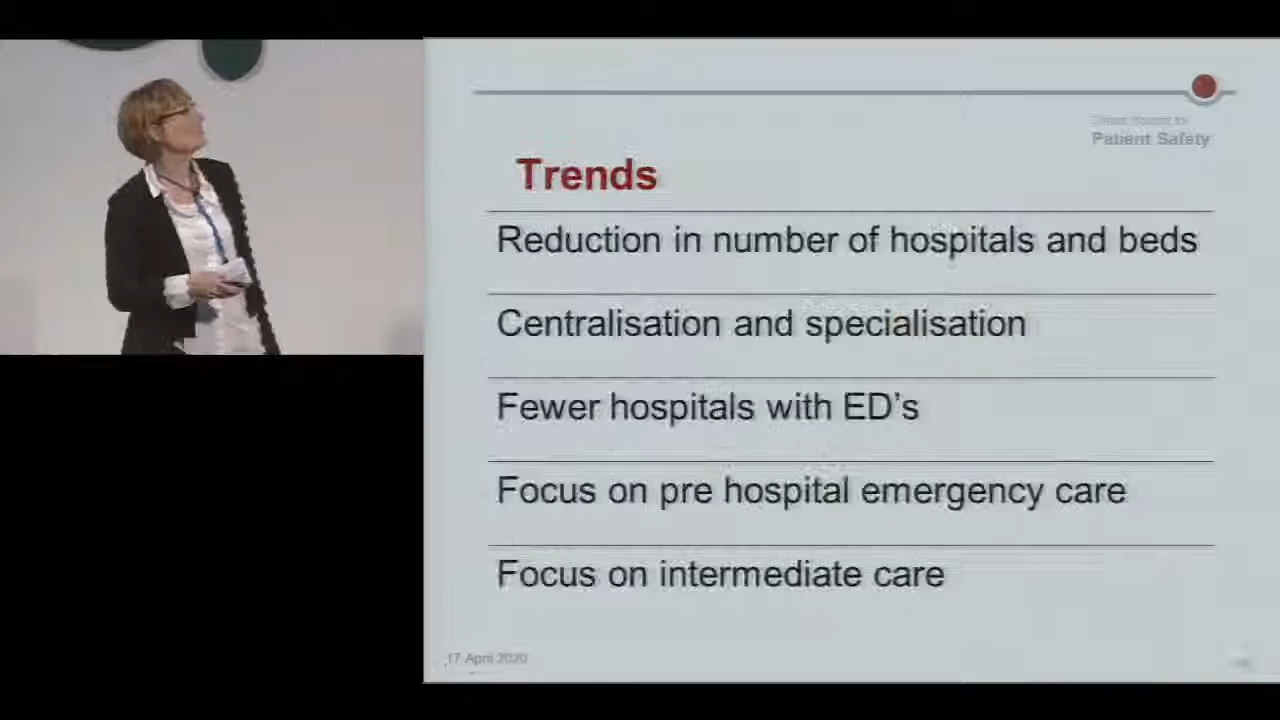 Patient Safety
Trends
Reduction in number of hospitals and beds
Centralisation and specialisation
Fewer hospitals with ED’s
Focus on pre hospital emergency care
Focus on intermediate care
17 April 2020